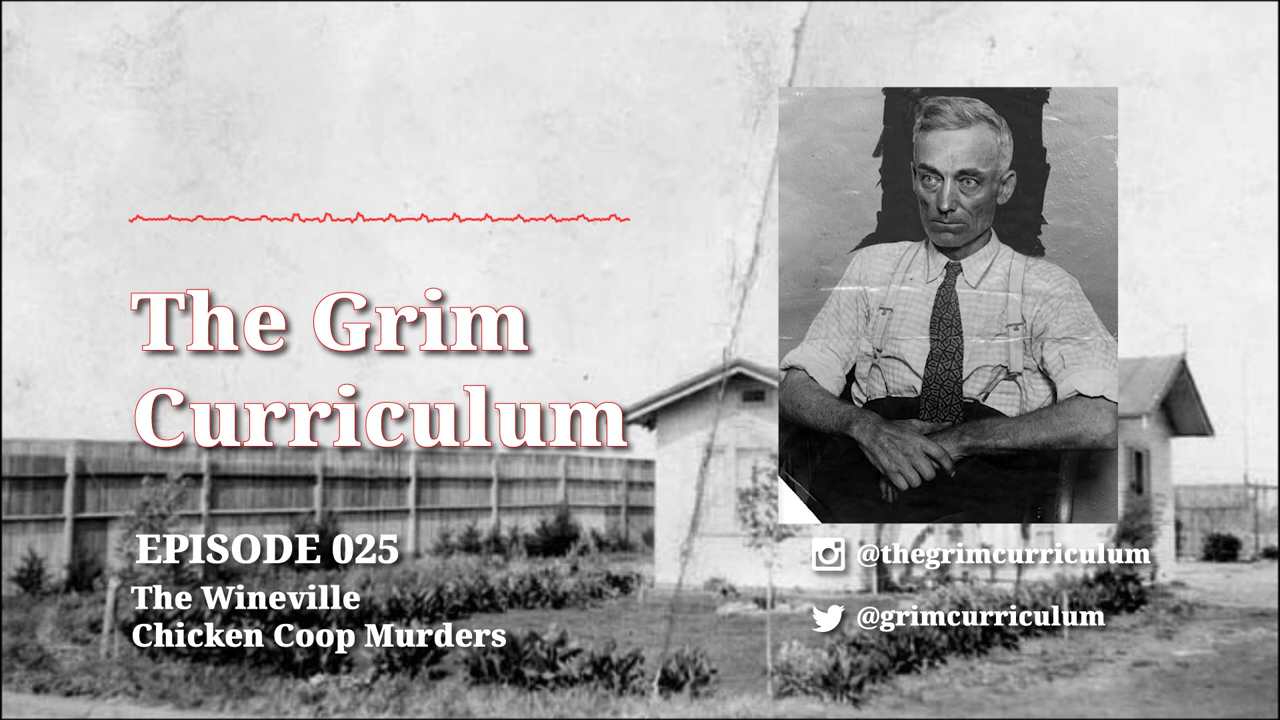 The Grim
Curriculum
EPISODE 025
The Wineville
Chicken Coop Murders
@thegrimcurriculum
@grimcurriculum